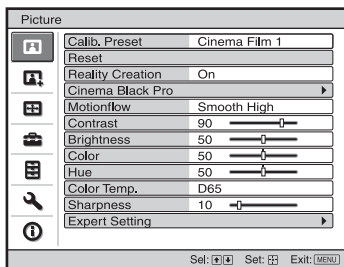 Picture
Calib. Preset Cinema Film 1
Reset
Reality Creation On
Cinema Black Pro
Motionflow Smooth High
Contrast 90
Brightness 50
Color 50
Hue 50
Color Temp. D65
Sharpness 10
Expert Setting
Sel: Set: Exit: MENU